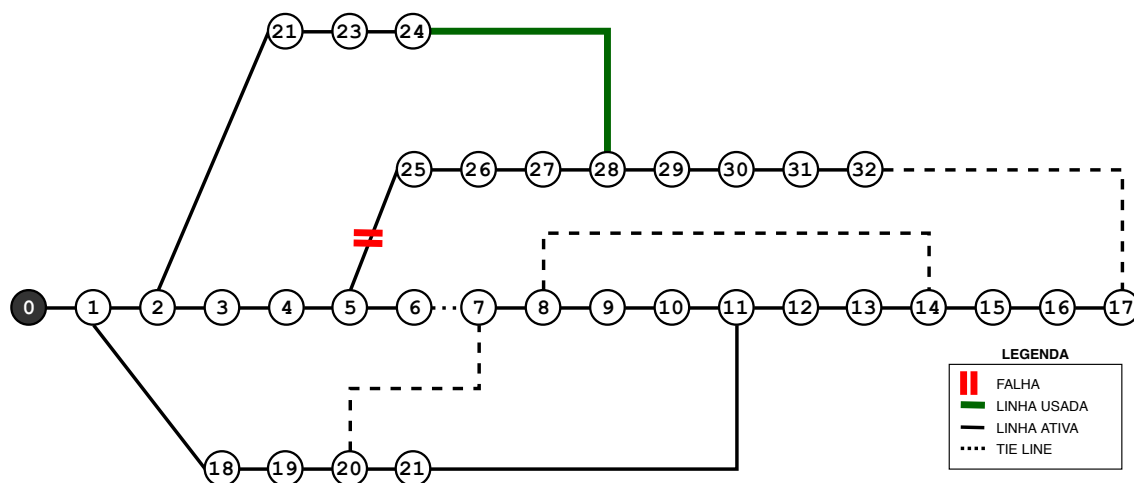 21 23 24
25 26 27 28 29 30 31 32
0 1 2 3 4 5 6 7 8 9 10 11 12 13 14 15 16 17
18 19 20 21
LEGENDA
FALHA
LINHA USADA
LINHA ATIVA
TIE LINE